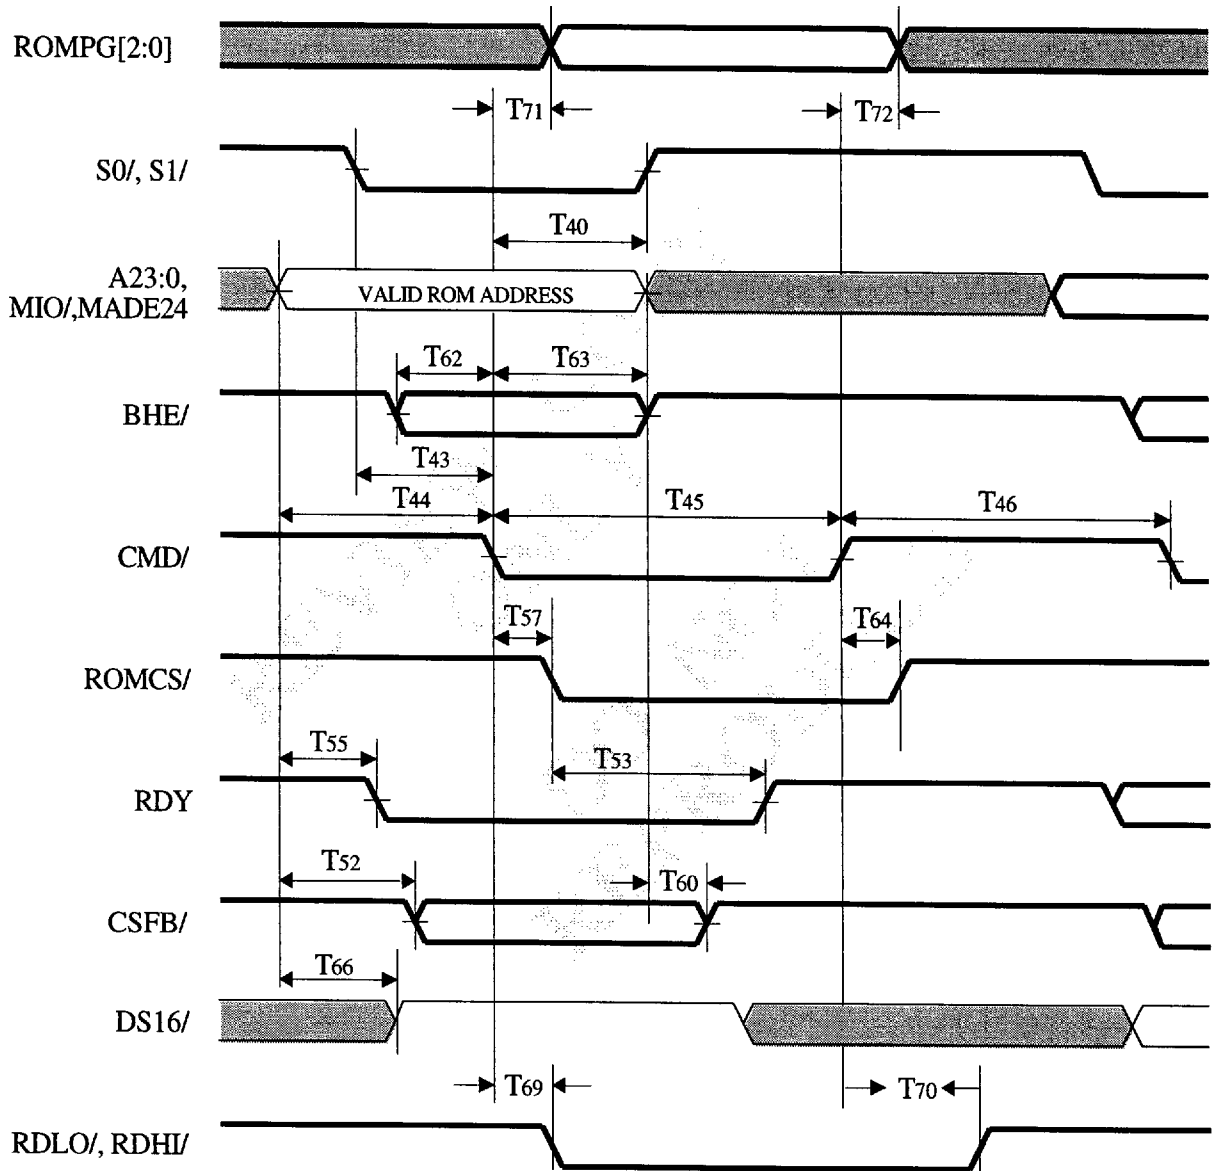 ROMPG[2:0]
T71
T72
S0/, S1/
T40
A23:0,
MIO/,MADE24
VALID ROM ADDRESS
T62
T63
BHE/
T43
T44
T45
T46
CMD/
T57
T64
ROMCS/
T55
T53
RDY
T52
T60
CSFB/
T66
DS16/
T69
T70
RDLO/, RDHI/